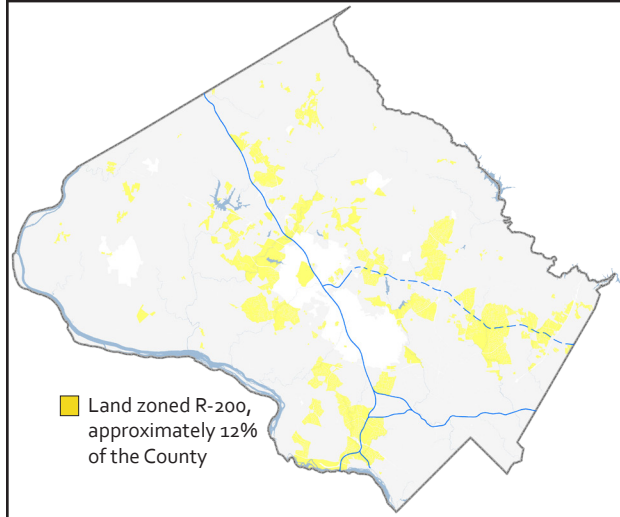 Land zoned R-200,
approximately 12%
of the County